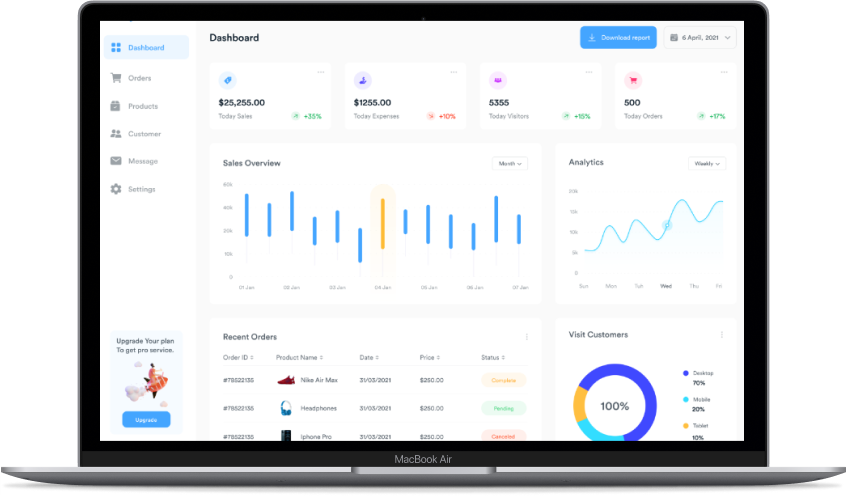 Dashboard
Orders
Products
Customer
Message
Settings
Upgrade Your plan
To get pro service.
Upgrade
Dashboard
Download report
6 April, 2021
$25,255.00
Today Sales
+35%
$1255.00
Today Expenses
+10%
5355
Today Visitors
+15%
500
Today Orders
+17%
Sales Overview
Month
60k
40k
20k
10k
0
01 Jan
02 Jan
03 Jan
04 Jan
05 Jan
06 Jan
07 Jan
Analytics
Weekly
20k
10k
5k
0
Sun
Mon
Tue
Wed
Thu
Fri
Recent Orders
Order ID
Product Name
Date
Price
Status
#78522135
Nike Air Max
31/03/2021
$250.00
Complete
#78522135
Headphones
31/03/2021
$250.00
Pending
#78522135
Iphone Pro
31/03/2021
$250.00
Canceled
Visit Customers
100%
Desktop
70%
Mobile
20%
Tablet
10%
MacBook Air